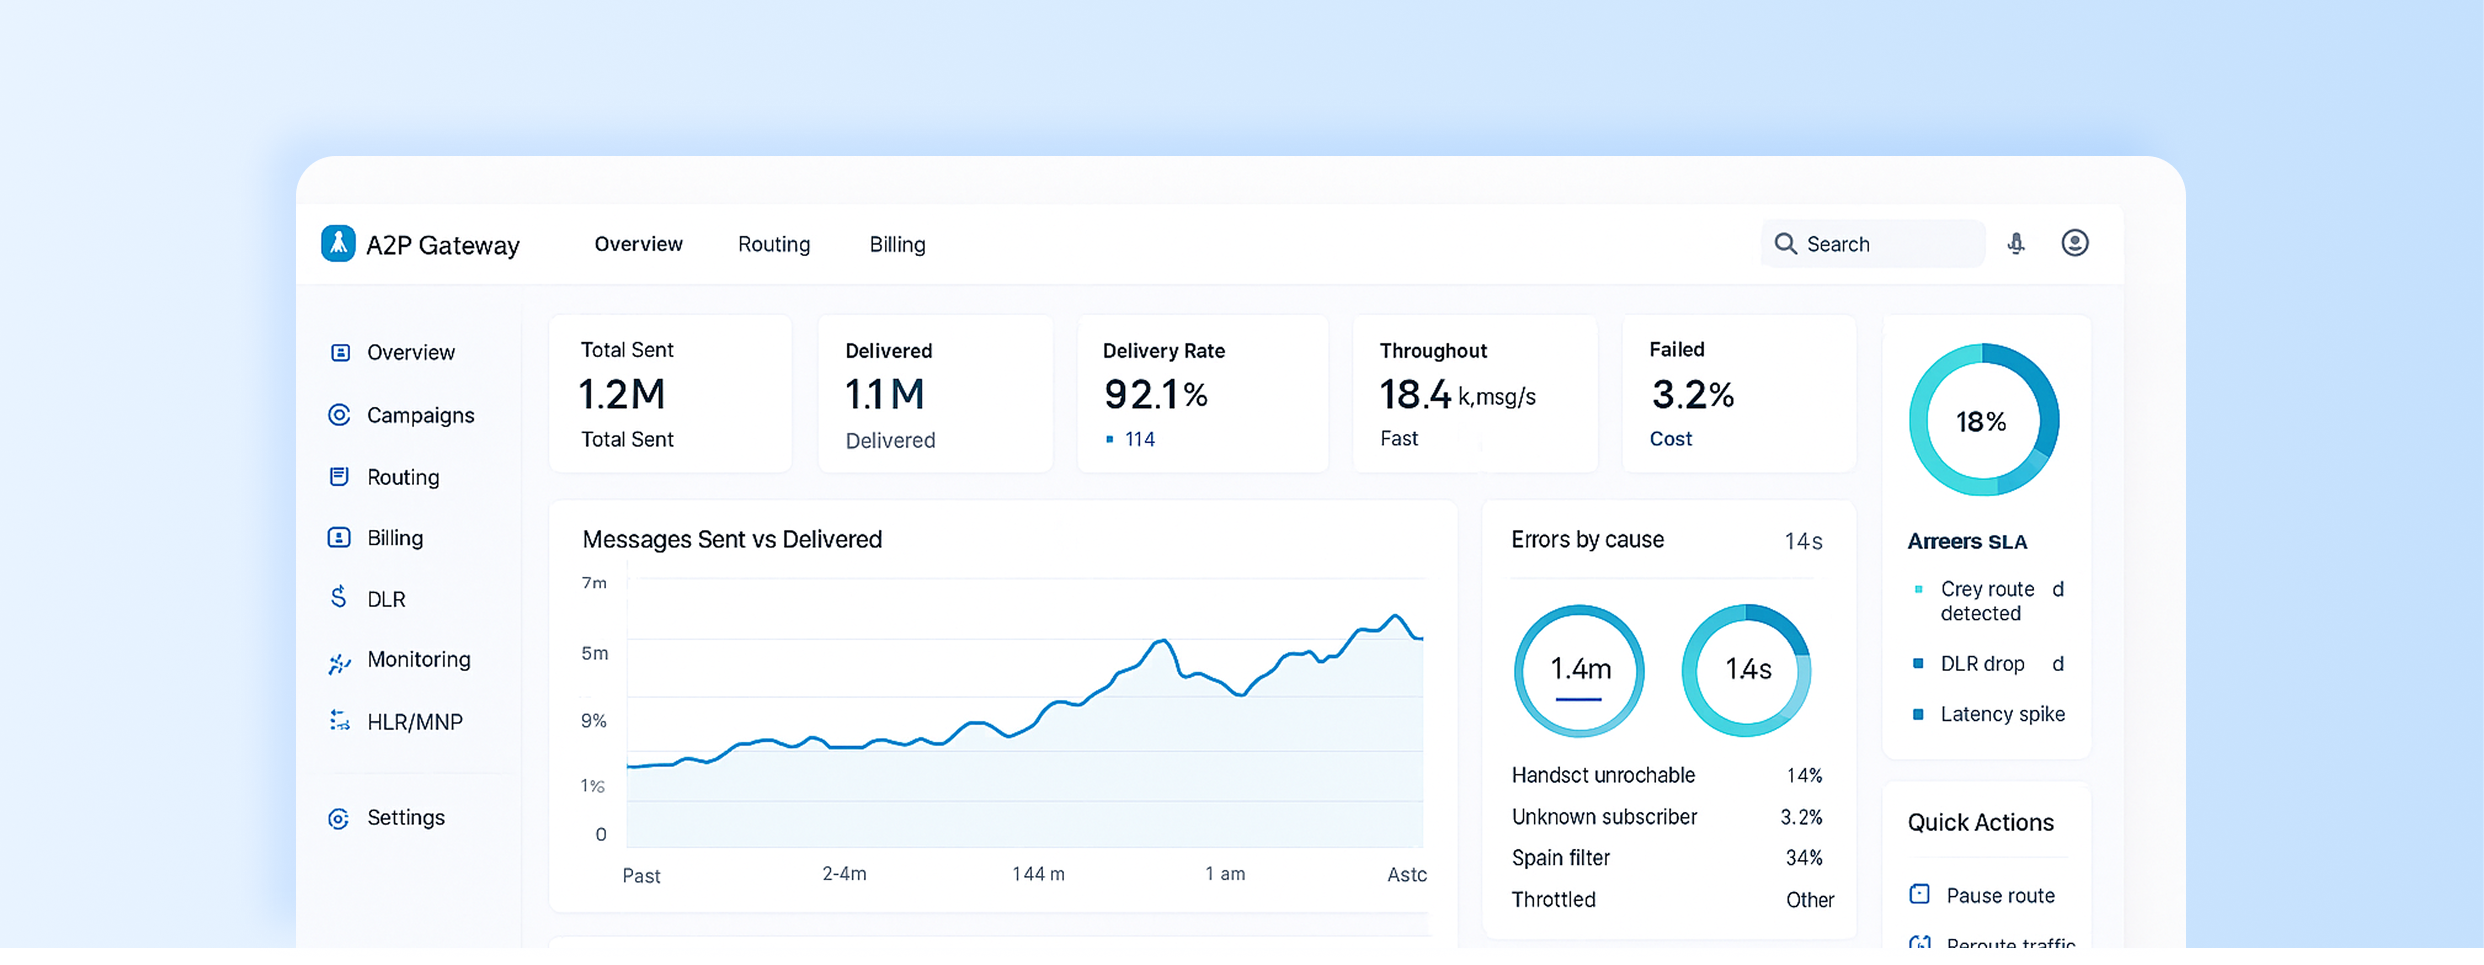 A2P Gateway
Overview
Routing
Billing
Search
Overview
Campaigns
Routing
Billing
DLR
Monitoring
HLR/MNP
Settings
Total Sent
1.2M
Total Sent
Delivered
1.1M
Delivered
Delivery Rate
92.1%
114
Throughout
18.4 k,msg/s
Fast
Failed
3.2%
Cost
18%
Arreers SLA
Crey route d
detected
DLR drop d
Latency spike
Messages Sent vs Delivered
7m
5m
9%
1%
0
Past
2-4m
144 m
1 am
Astc
Errors by cause 14s
1.4m
1.4s
Handsct unrochable 14%
Unknown subscriber 3.2%
Spain filter 34%
Throttled Other
Quick Actions
Pause route
Reroute traffic